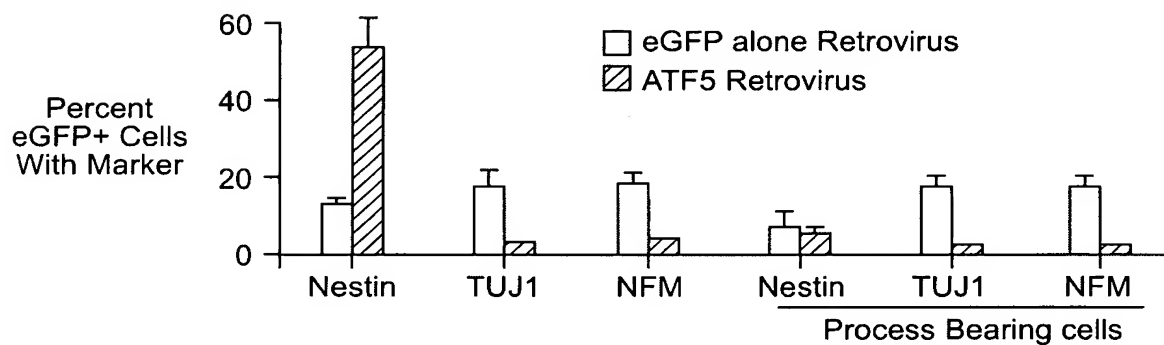 60
40
20
0
Percent
eGFP+ Cells
With Marker
eGFP alone Retrovirus
ATF5 Retrovirus
Nestin TUJ1 NFM Nestin TUJ1 NFM
Process Bearing cells